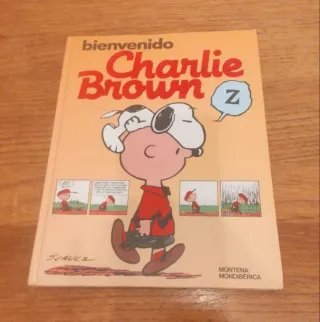 bienvenido
Charlie
Brown
Z
SCHULZ
MONTENA
MONDIBERICA